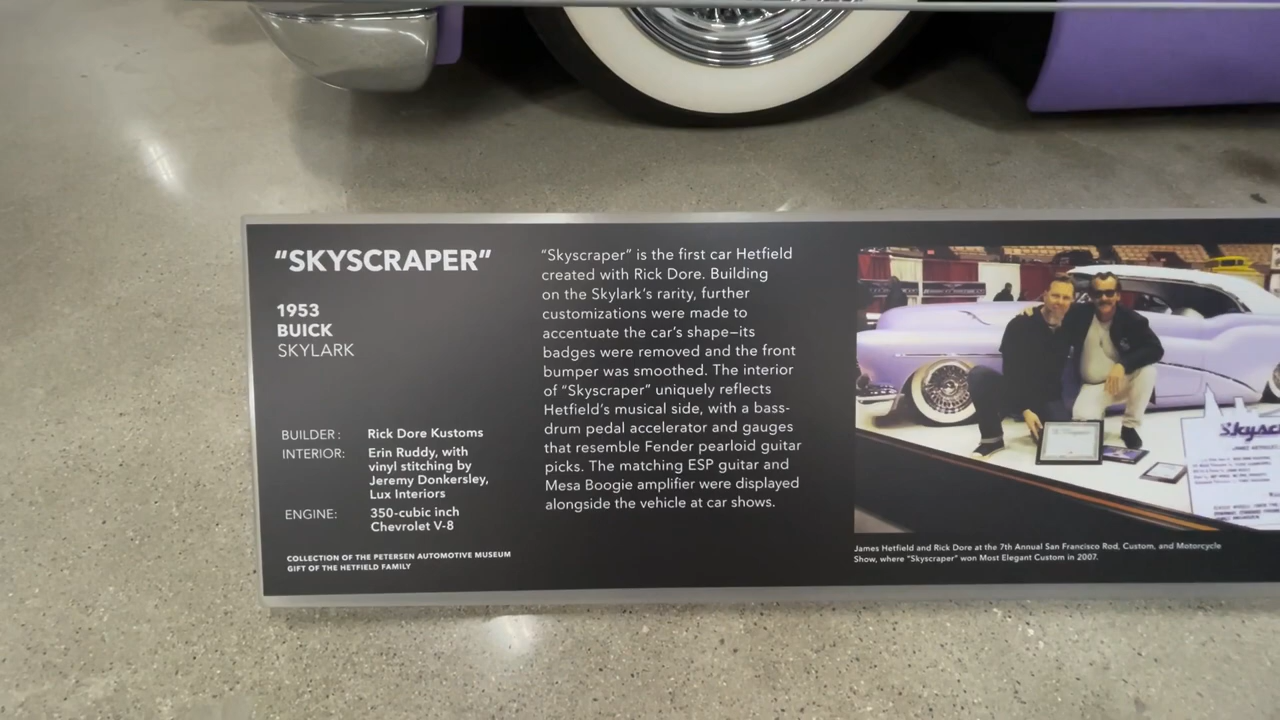 "SKYSCRAPER"
1953
BUICK
SKYLARK
BUILDER: Rick Dore Kustoms
INTERIOR: Erin Ruddy, with
vinyl stitching by
Jeremy Donkersley,
Lux Interiors
ENGINE: 350-cubic inch
Chevrolet V-8
COLLECTION OF THE PETERSEN AUTOMOTIVE MUSEUM
GIFT OF THE HETFIELD FAMILY
"Skyscraper" is the first car Hetfield
created with Rick Dore. Building
on the Skylark's rarity, further
customizations were made to
accentuate the car's shape—its
badges were removed and the front
bumper was smoothed. The interior
of "Skyscraper" uniquely reflects
Hetfield's musical side, with a bass-
drum pedal accelerator and gauges
that resemble Fender pearloid guitar
picks. The matching ESP guitar and
Mesa Boogie amplifier were displayed
alongside the vehicle at car shows.
James Hetfield and Rick Dore at the 7th Annual San Francisco Rod, Custom, and Motorcycle
Show, where "Skyscraper" won Most Elegant Custom in 2007.